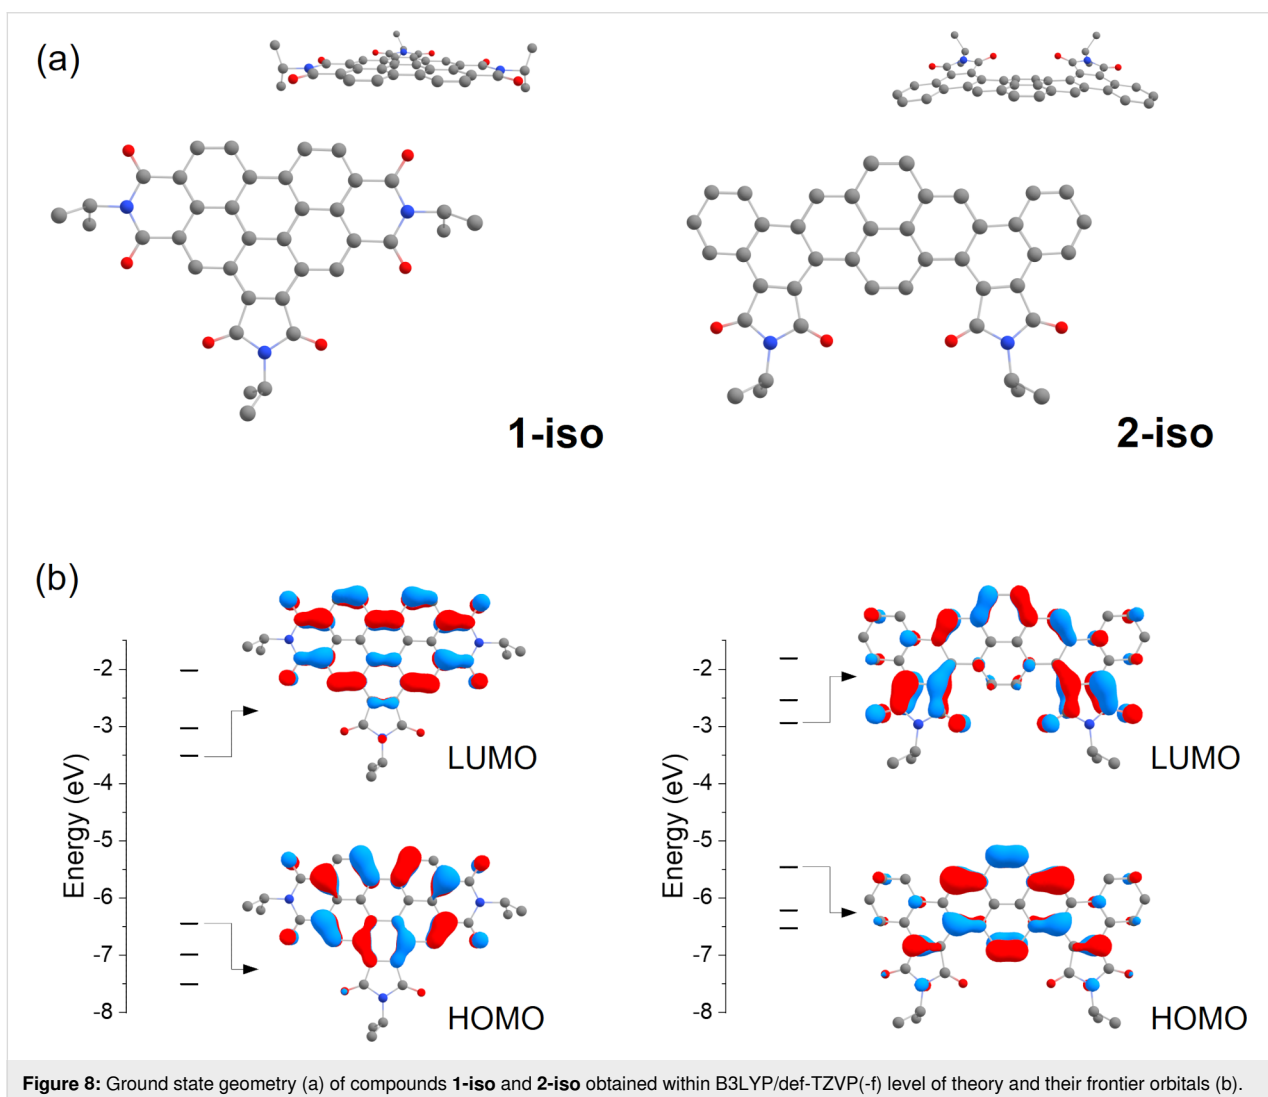 (a)
1-iso
2-iso
(b)
Energy (eV)
-2
-3
-4
-5
-6
-7
-8
LUMO
HOMO
Energy (eV)
-2
-3
-4
-5
-6
-7
-8
LUMO
HOMO
Figure 8: Ground state geometry (a) of compounds 1-iso and 2-iso obtained within B3LYP/def-TZVP(-f) level of theory and their frontier orbitals (b).